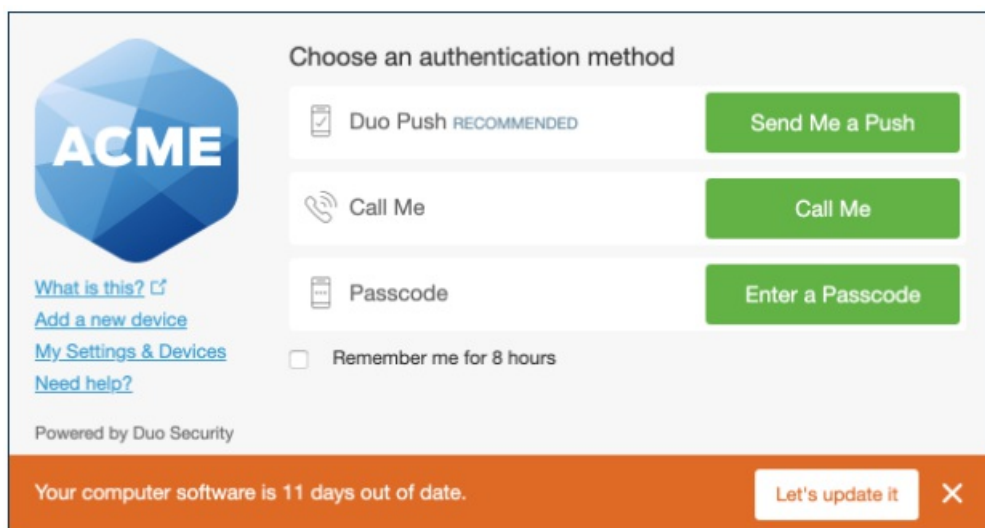 ACME
What is this?
Add a new device
My Settings & Devices
Need help?
Powered by Duo Security
Choose an authentication method
Duo Push RECOMMENDED
Send Me a Push
Call Me
Call Me
Passcode
Enter a Passcode
Remember me for 8 hours
Your computer software is 11 days out of date.
Let's update it